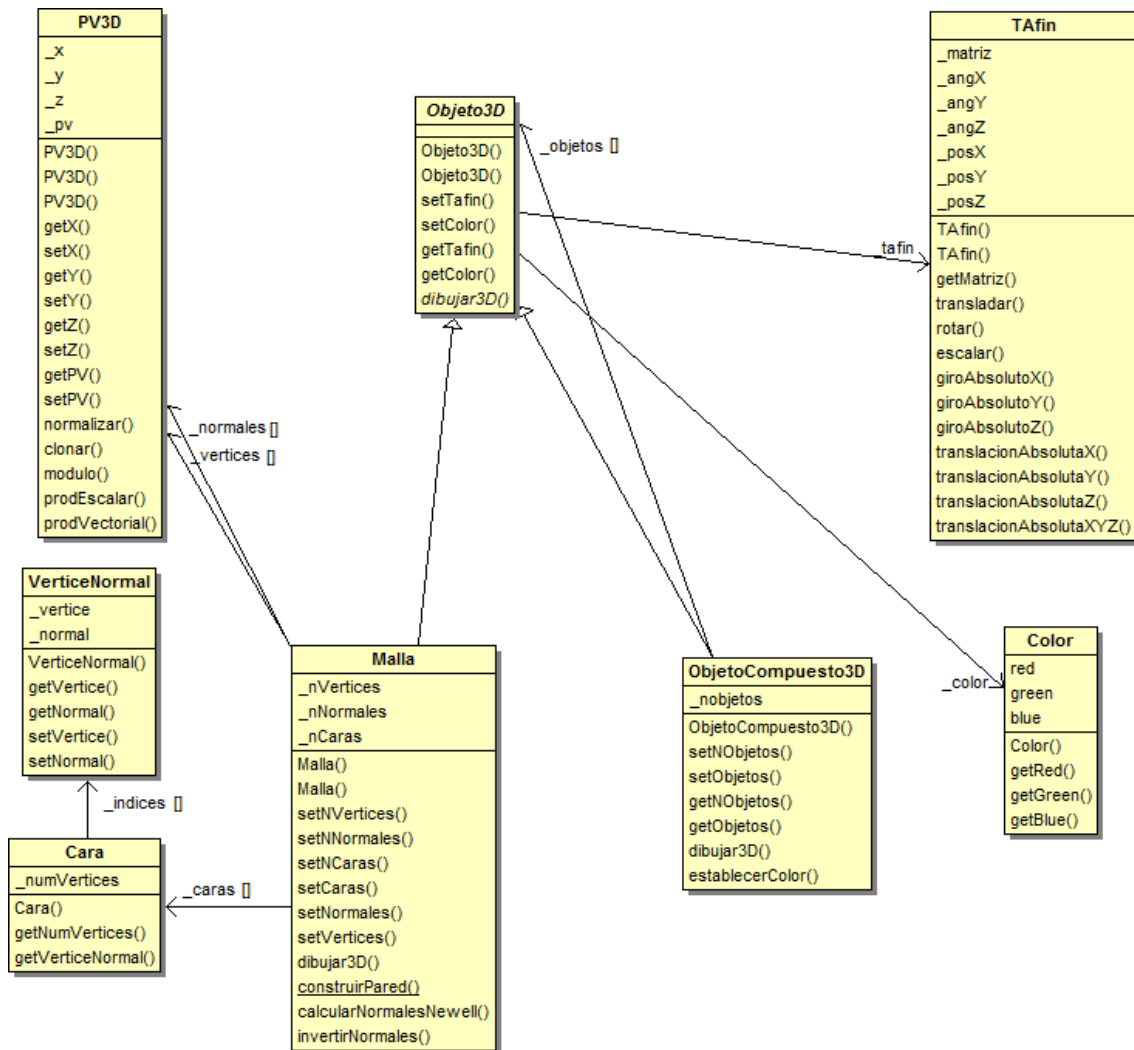 PV3D
_x
_y
_z
_pv
PV3D()
PV3D()
PV3D()
getX()
setX()
getY()
setY()
getZ()
setZ()
getPV()
setPV()
normalizar()
clonar()
modulo()
prodEscalar()
prodVectorial()
Objeto3D
Objeto3D()
Objeto3D()
setTafin()
setColor()
getTafin()
getColor()
dibujar3D()
_objetos []
_tafin
TAfin
_matriz
_angX
_angY
_angZ
_posX
_posY
_posZ
TAfin()
TAfin()
getMatriz()
transladar()
rotar()
escalar()
giroAbsolutoX()
giroAbsolutoY()
giroAbsolutoZ()
translacionAbsolutaX()
translacionAbsolutaY()
translacionAbsolutaZ()
translacionAbsolutaXYZ()
_normales []
_vertices []
VerticeNormal
_vertice
_normal
VerticeNormal()
getVertice()
getNormal()
setVertice()
setNormal()
_indices []
Cara
_numVertices
Cara()
getNumVertices()
getVerticeNormal()
_caras []
Malla
_nVertices
_nNormales
_nCaras
Malla()
Malla()
setNVertices()
setNNormales()
setNCaras()
setCaras()
setNormales()
setVertices()
dibujar3D()
construirPared()
calcularNormalesNewell()
invertirNormales()
ObjetoCompuesto3D
_nobjetos
ObjetoCompuesto3D()
setNObjetos()
setObjetos()
getNObjetos()
getObjetos()
dibujar3D()
establecerColor()
_color
Color
red
green
blue
Color()
getRed()
getGreen()
getBlue()